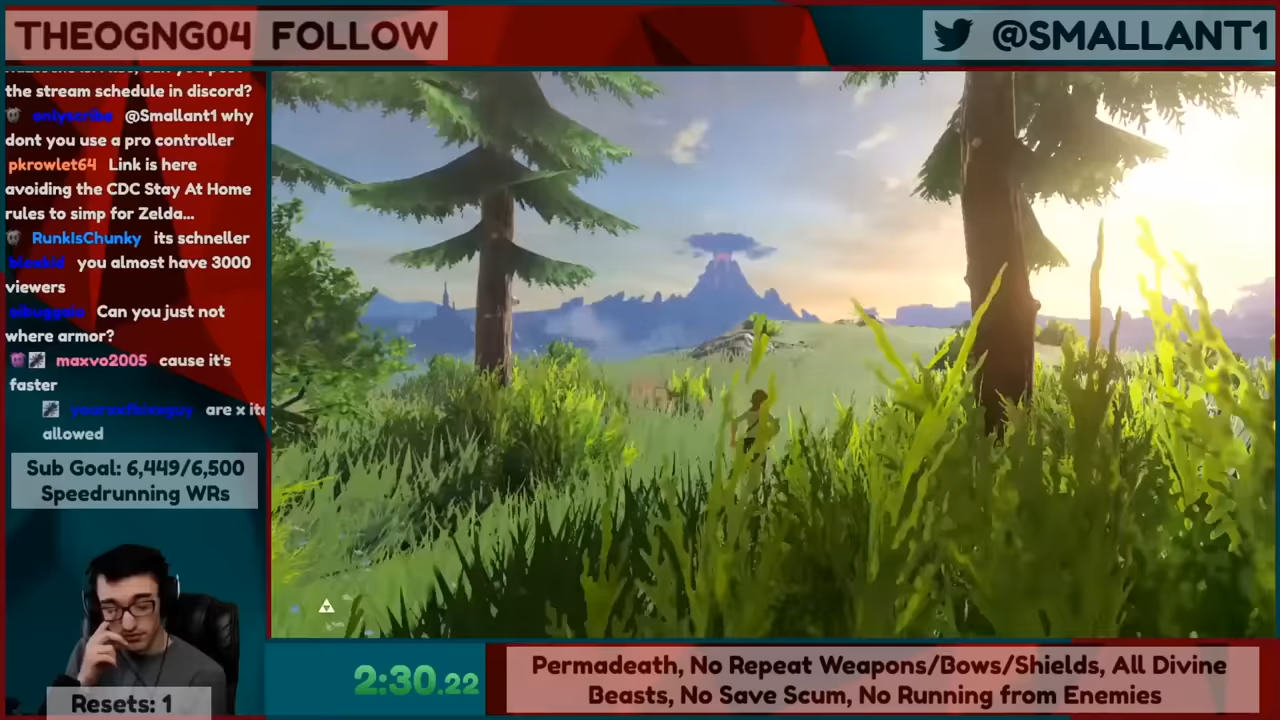 THEOGNG04 FOLLOW
@SMALLANT1
the stream schedule in discord?
onlyscribe @Smallant1 why
dont you use a pro controller
pkrowlet64 Link is here
avoiding the CDC Stay At Home
rules to simp for Zelda...
RunkIsChunky its schneller
you almost have 3000
viewers
Can you just not
where armor?
maxvo2005 cause it's
faster
are x
allowed
Sub Goal: 6,449/6,500
Speedrunning WRs
Resets: 1
2:30.22
Permadeath, No Repeat Weapons/Bows/Shields, All Divine
Beasts, No Save Scum, No Running from Enemies